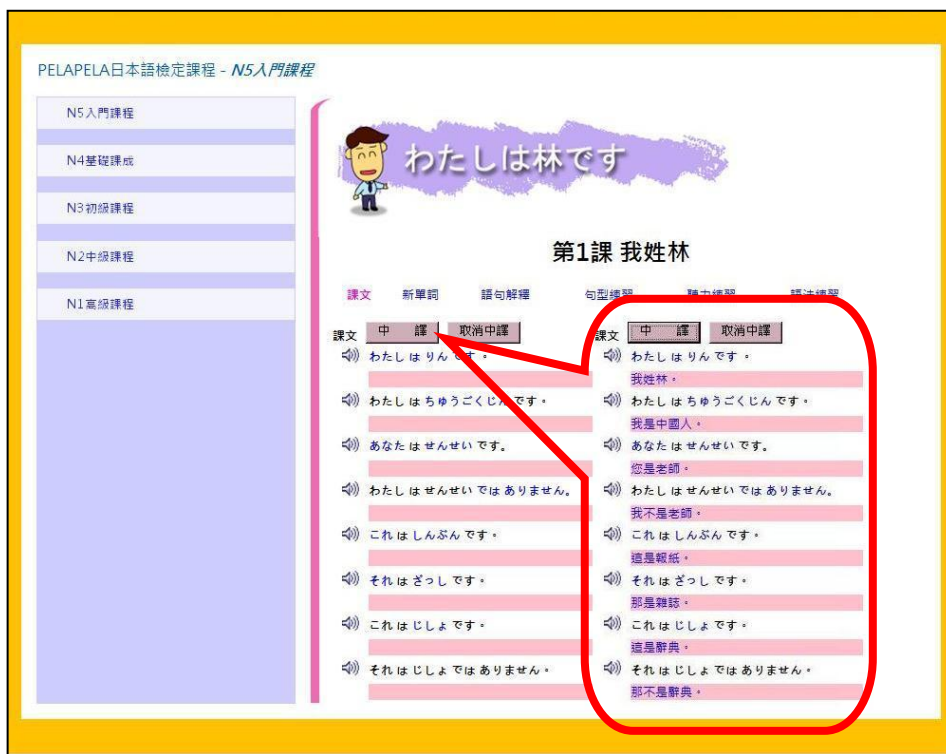 PELAPELA日本語檢定課程 - N5入門課程
N5入門課程
N4基礎課成
N3初級課程
N2中級課程
N1高級課程
わたしは林です
第1課 我姓林
課文 新單詞 語句解釋 句型練習 聽力練習 語法練習
課文 中 譯 取消中譯
わたし は りん です。
わたし は ちゅうごくじん です。
あなた は せんせい です。
わたし は せんせい では ありません。
これ は しんぶん です。
それ は ざっし です。
これ は じしょ です。
それ は じしょ では ありません。
課文 中 譯 取消中譯
わたし は りん です。
我姓林。
わたし は ちゅうごくじん です。
我是中國人。
あなた は せんせい です。
您是老師。
わたし は せんせい では ありません。
我不是老師。
これ は しんぶん です。
這是報紙。
それ は ざっし です。
那是雜誌。
これ は じしょ です。
這是辭典。
それ は じしょ では ありません。
那不是辭典。